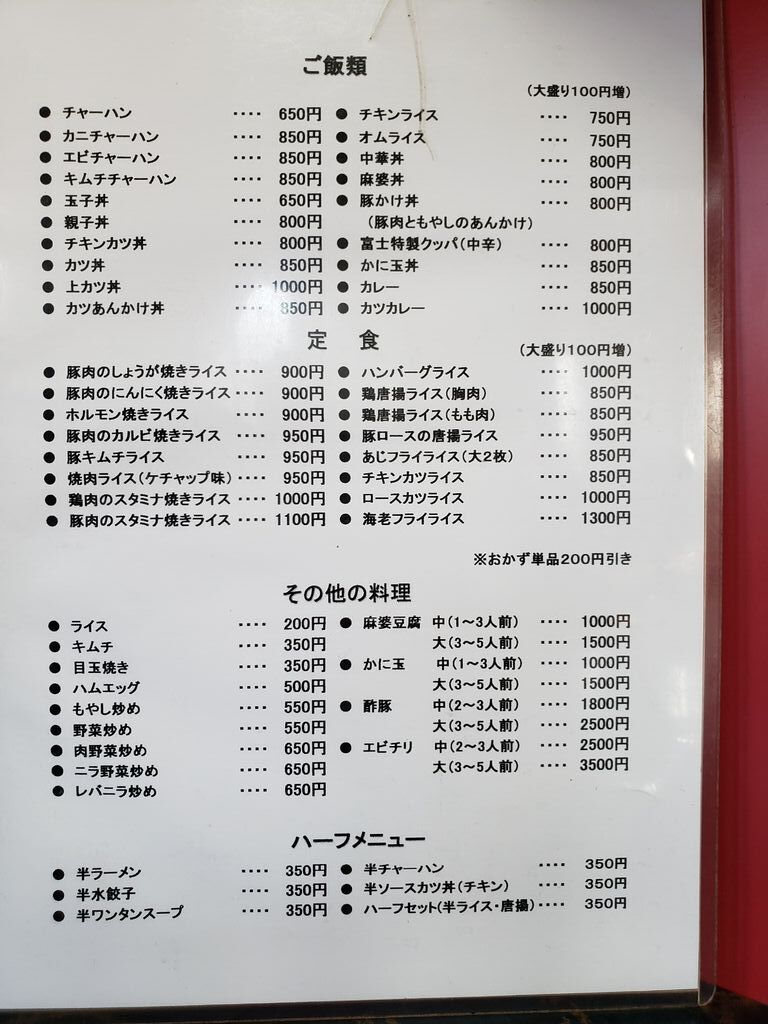 ご飯類
(大盛り100円増)
● チャーハン ‥‥ 650円
● カニチャーハン ‥‥ 850円
● エビチャーハン ‥‥ 850円
● キムチチャーハン ‥‥ 850円
● 玉子丼 ‥‥ 650円
● 親子丼 ‥‥ 800円
● チキンカツ丼 ‥‥ 800円
● カツ丼 ‥‥ 850円
● 上カツ丼 ‥‥ 1000円
● カツあんかけ丼 ‥‥ 850円
● チキンライス ‥‥ 750円
● オムライス ‥‥ 750円
● 中華丼 ‥‥ 800円
● 麻婆丼 ‥‥ 800円
● 豚かけ丼 ‥‥ 800円
(豚肉ともやしのあんかけ)
● 富士特製クッパ(中辛) ‥‥ 800円
● かに玉丼 ‥‥ 850円
● カレー ‥‥ 850円
● カツカレー ‥‥ 1000円
定 食
(大盛り100円増)
● 豚肉のしょうが焼きライス ‥‥ 900円
● 豚肉のにんにく焼きライス ‥‥ 900円
● ホルモン焼きライス ‥‥ 900円
● 豚肉のカルビ焼きライス ‥‥ 950円
● 豚キムチライス ‥‥ 950円
● 焼肉ライス(ケチャップ味) ‥‥ 950円
● 鶏肉のスタミナ焼きライス ‥‥ 1000円
● 豚肉のスタミナ焼きライス ‥‥ 1100円
● ハンバーグライス ‥‥ 1000円
● 鶏唐揚ライス(胸肉) ‥‥ 850円
● 鶏唐揚ライス(もも肉) ‥‥ 850円
● 豚ロースの唐揚ライス ‥‥ 950円
● あじフライライス(大2枚) ‥‥ 850円
● チキンカツライス ‥‥ 850円
● ロースカツライス ‥‥ 1000円
● 海老フライライス ‥‥ 1300円
※おかず単品200円引き
その他の料理
● ライス ‥‥ 200円
● キムチ ‥‥ 350円
● 目玉焼き ‥‥ 350円
● ハムエッグ ‥‥ 500円
● もやし炒め ‥‥ 550円
● 野菜炒め ‥‥ 550円
● 肉野菜炒め ‥‥ 650円
● ニラ野菜炒め ‥‥ 650円
● レバニラ炒め ‥‥ 650円
● 麻婆豆腐 中(1～3人前) ‥‥ 1000円
大(3～5人前) ‥‥ 1500円
● かに玉 中(1～3人前) ‥‥ 1000円
大(3～5人前) ‥‥ 1500円
● 酢豚 中(2～3人前) ‥‥ 1800円
大(3～5人前) ‥‥ 2500円
● エビチリ 中(2～3人前) ‥‥ 2500円
大(3～5人前) ‥‥ 3500円
ハーフメニュー
● 半ラーメン ‥‥ 350円
● 半水餃子 ‥‥ 350円
● 半ワンタンスープ ‥‥ 350円
● 半チャーハン ‥‥ 350円
● 半ソースカツ丼(チキン) ‥‥ 350円
● ハーフセット(半ライス・唐揚) ‥‥ 350円